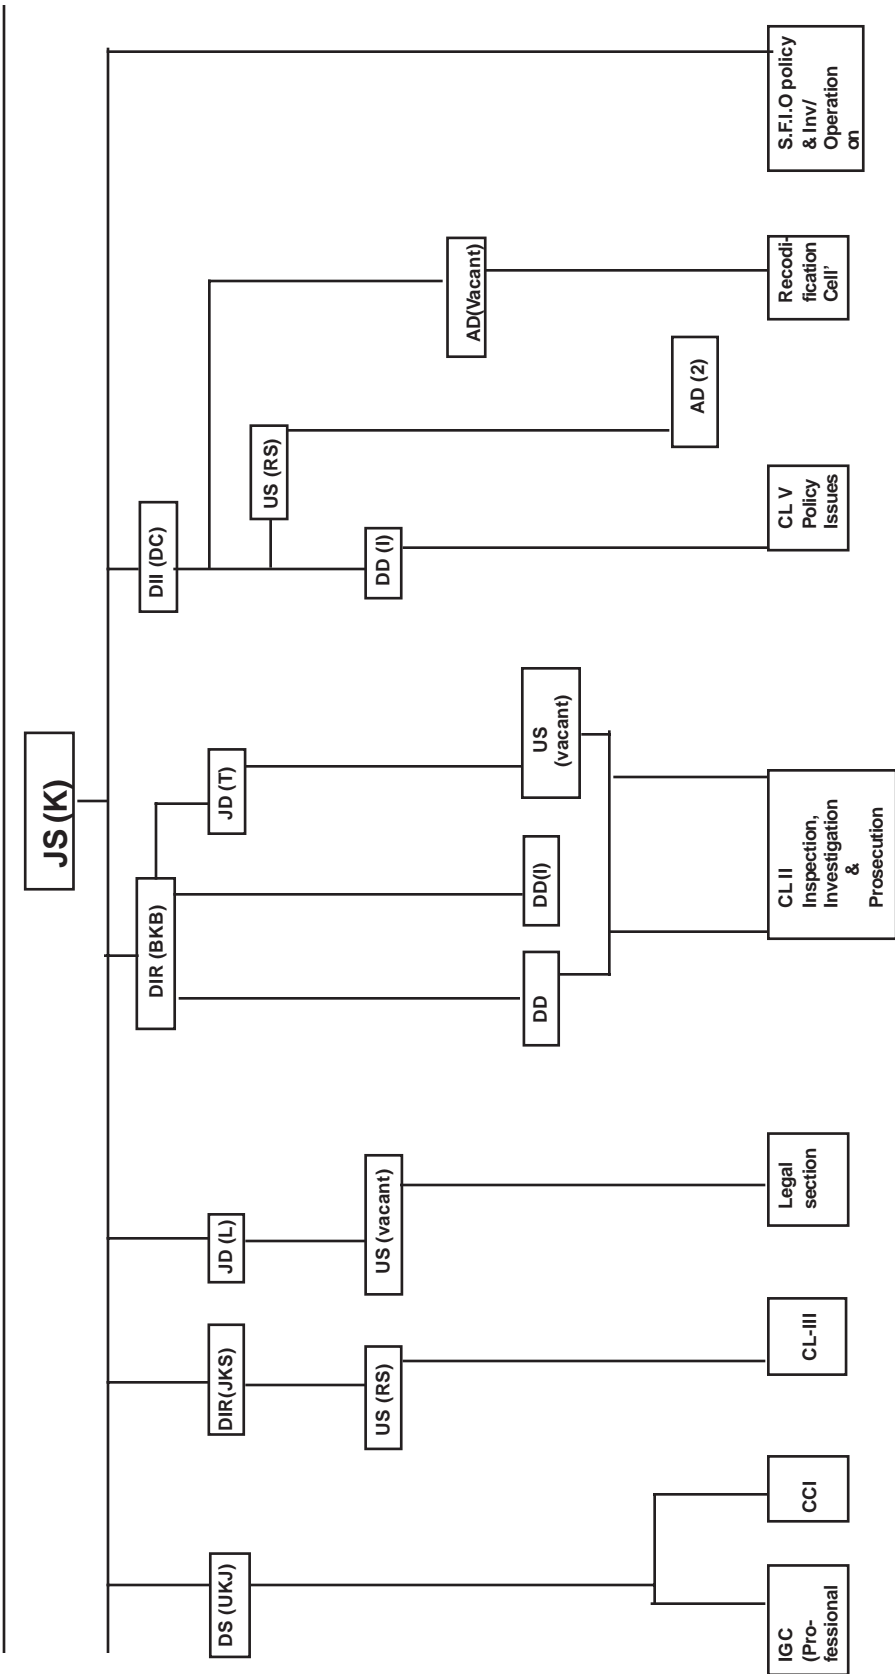 JS (K)
DS (UKJ)
DIR(JKS)
JD (L)
DIR (BKB)
DII (DC)
JD (T)
US (RS)
US (RS)
US (vacant)
DD (I)
AD(Vacant)
DD
DD(I)
US
(vacant)
AD (2)
IGC
(Pro-
fessional
CCI
CL-III
Legal
section
CL II
Inspection,
Investigation
&
Prosecution
CL V
Policy
Issues
Recodi-
fication
Cell'
S.F.I.O policy
& Inv/
Operation
on